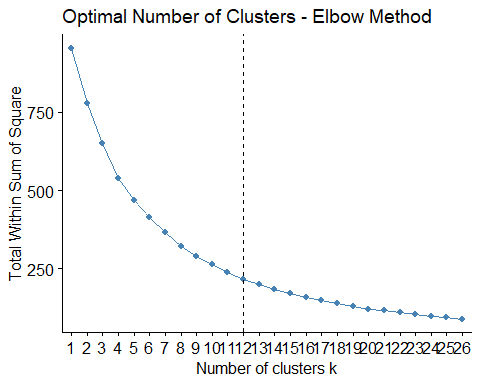 Optimal Number of Clusters - Elbow Method
Total Within Sum of Square
750
500
250
1 2 3 4 5 6 7 8 9 10 11 12 13 14 15 16 17 18 19 20 21 22 23 24 25 26
Number of clusters k